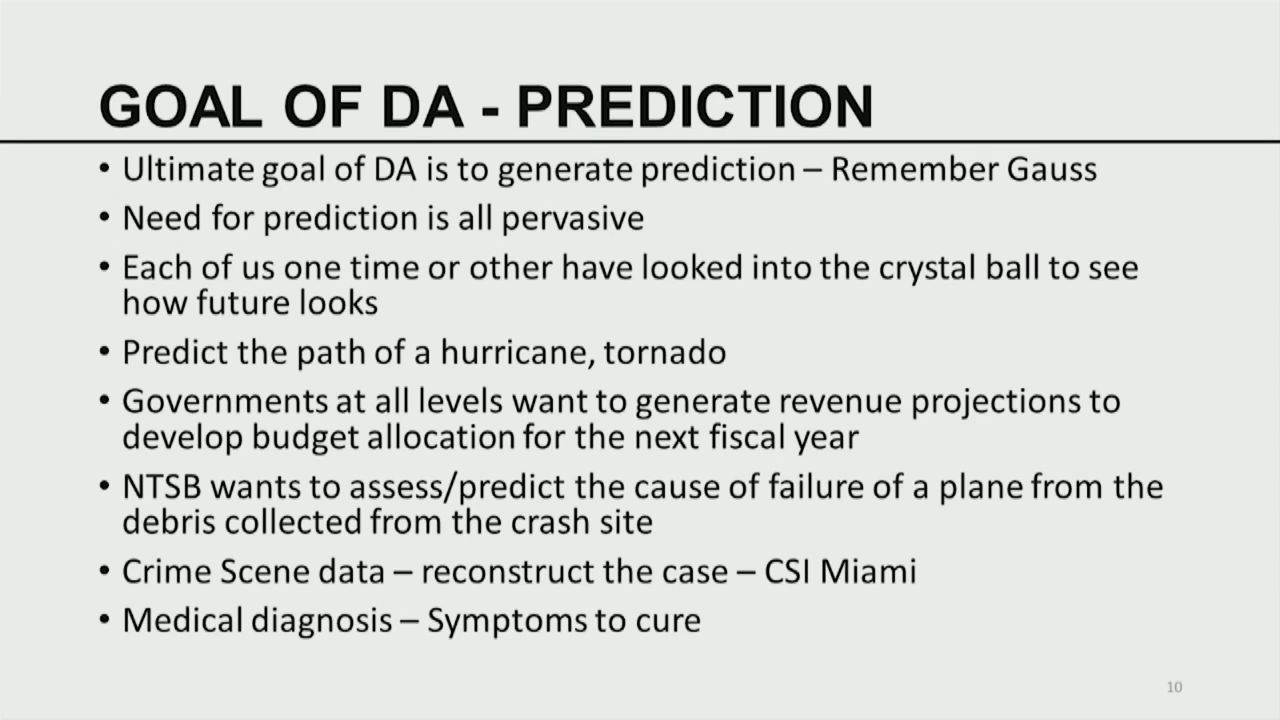 GOAL OF DA - PREDICTION
• Ultimate goal of DA is to generate prediction – Remember Gauss
• Need for prediction is all pervasive
• Each of us one time or other have looked into the crystal ball to see
how future looks
• Predict the path of a hurricane, tornado
• Governments at all levels want to generate revenue projections to
develop budget allocation for the next fiscal year
• NTSB wants to assess/predict the cause of failure of a plane from the
debris collected from the crash site
• Crime Scene data – reconstruct the case – CSI Miami
• Medical diagnosis – Symptoms to cure
10